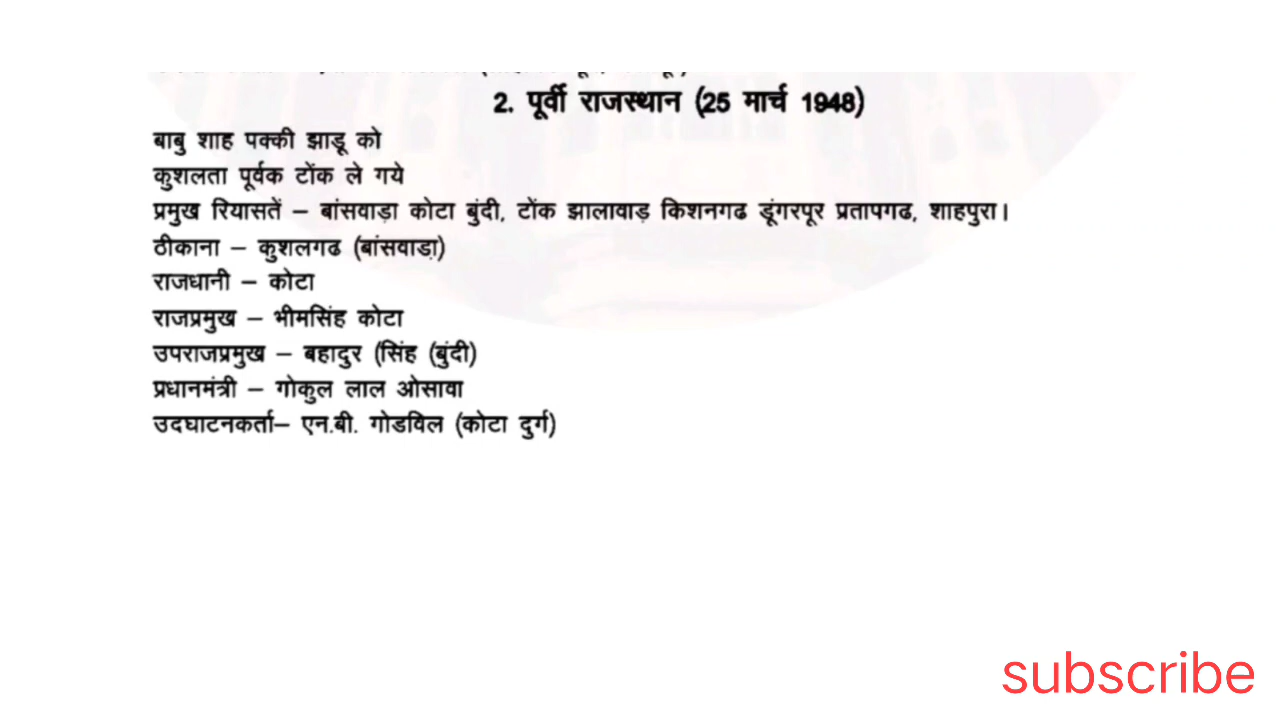 2. पूर्वी राजस्थान (25 मार्च 1948)
बाबु शाह पक्की झाडू को
कुशलता पूर्वक टोंक ले गये
प्रमुख रियासतें – बांसवाड़ा कोटा बुंदी, टोंक झालावाड़ किशनगढ डूंगरपूर प्रतापगढ, शाहपुरा।
ठीकाना – कुशलगढ (बांसवाडा़)
राजधानी – कोटा
राजप्रमुख – भीमसिंह कोटा
उपराजप्रमुख – बहादुर (सिंह (बुंदी)
प्रधानमंत्री – गोकुल लाल ओसावा
उदघाटनकर्ता– एन.बी. गोडविल (कोटा दुर्ग)
subscribe